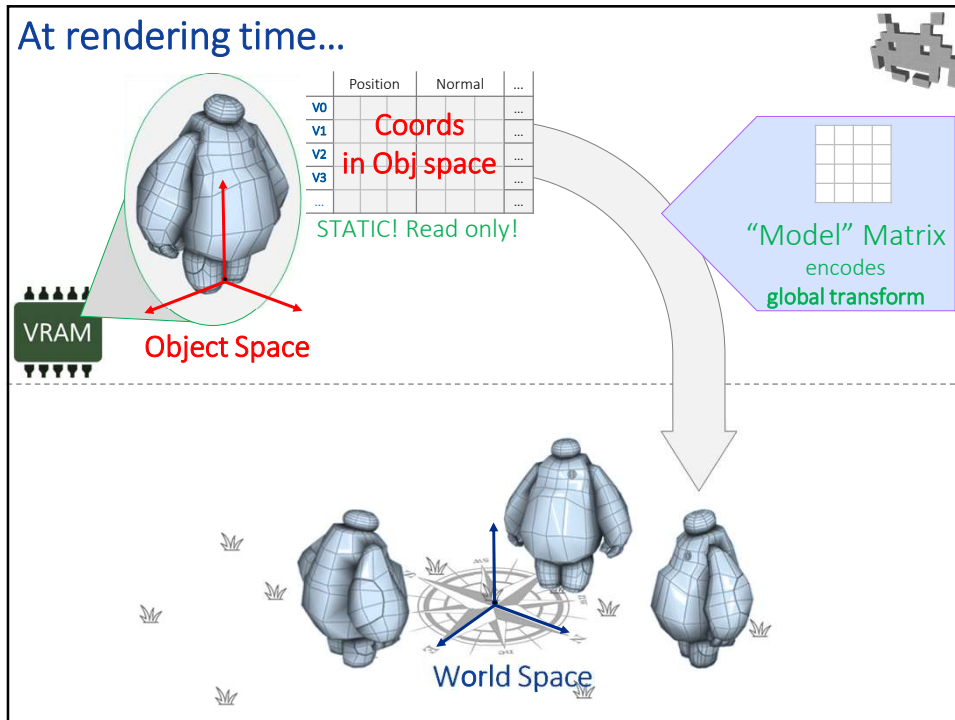 At rendering time…
Position Normal …
V0 …
V1 …
V2 …
V3 …
… …
Coords
in Obj space
STATIC! Read only!
"Model" Matrix
encodes
global transform
VRAM
Object Space
World Space